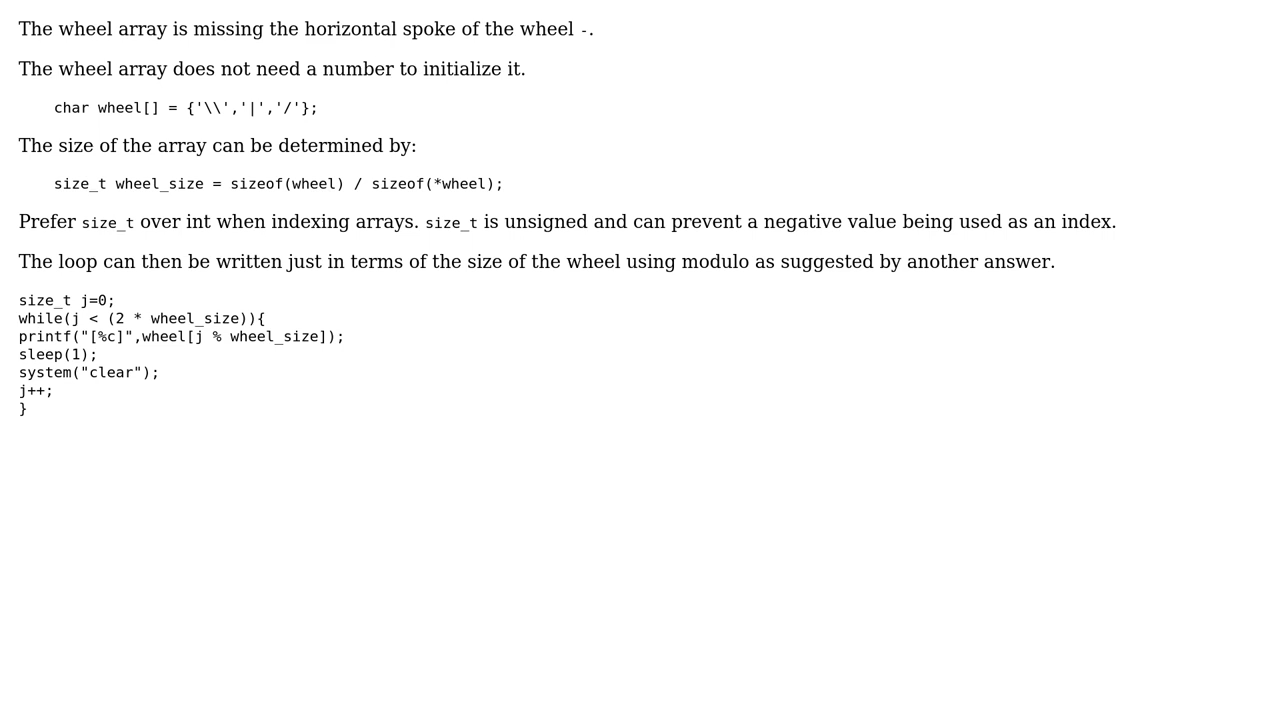 The wheel array is missing the horizontal spoke of the wheel -.
The wheel array does not need a number to initialize it.
char wheel[] = {'\\','|','/'};
The size of the array can be determined by:
size_t wheel_size = sizeof(wheel) / sizeof(*wheel);
Prefer size_t over int when indexing arrays. size_t is unsigned and can prevent a negative value being used as an index.
The loop can then be written just in terms of the size of the wheel using modulo as suggested by another answer.
size_t j=0;
while(j < (2 * wheel_size)){
printf("[%c]",wheel[j % wheel_size]);
sleep(1);
system("clear");
j++;
}